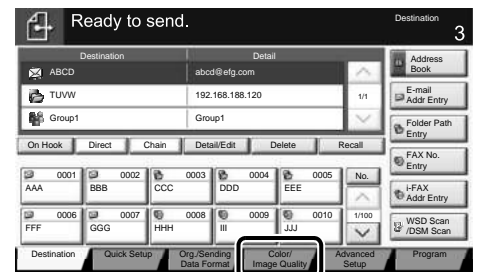 Ready to send.
Destination
3
Destination Detail
ABCD abcd@efg.com
TUVW 192.168.188.120 1/1
Group1 Group1
Address
Book
E-mail
Addr Entry
Folder Path
Entry
FAX No.
Entry
i-FAX
Addr Entry
WSD Scan
/DSM Scan
On Hook Direct Chain Detail/Edit Delete Recall
0001 0002 0003 0004 0005 No.
AAA BBB CCC DDD EEE
0006 0007 0008 0009 0010 1/100
FFF GGG HHH III JJJ
Destination Quick Setup Org./Sending
Data Format Color/
Image Quality Advanced
Setup Program